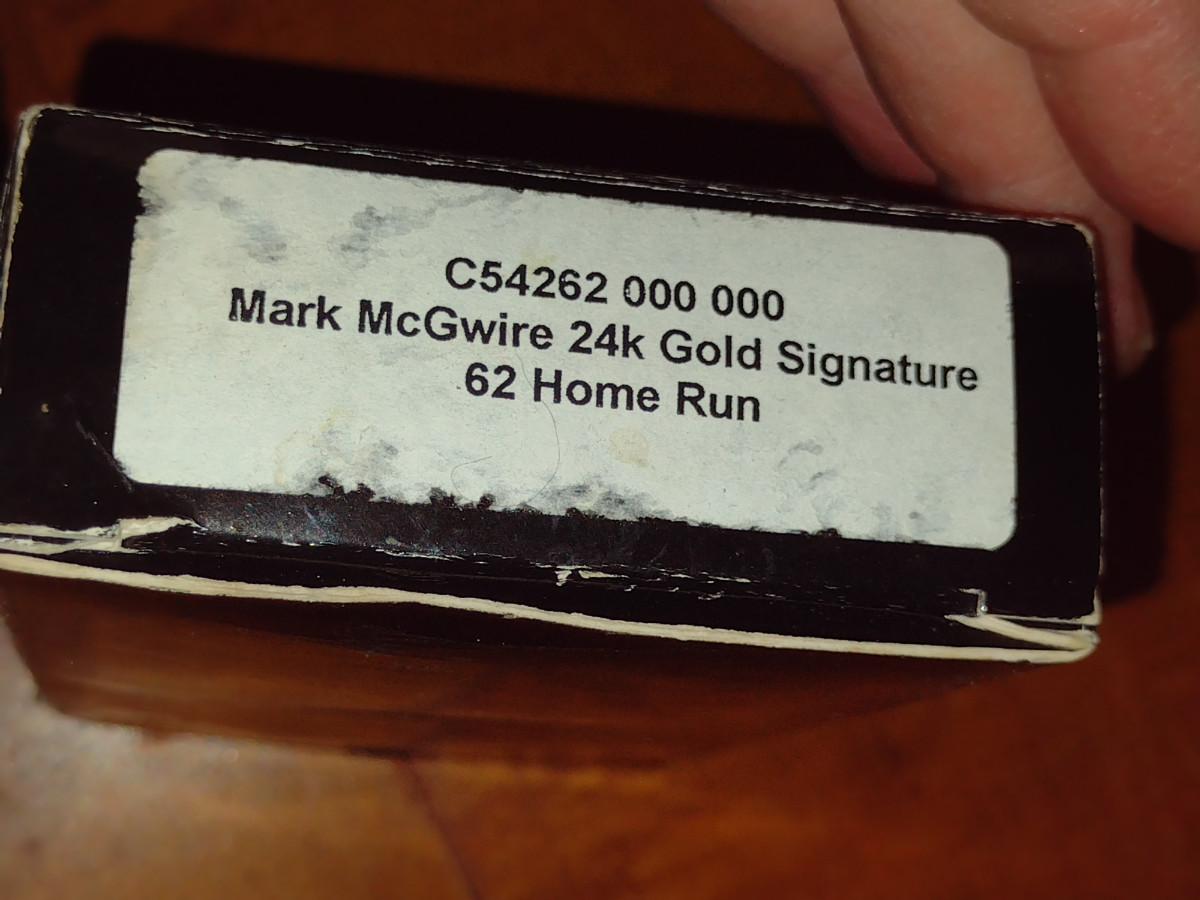 C54262 000 000
Mark McGwire 24k Gold Signature
62 Home Run